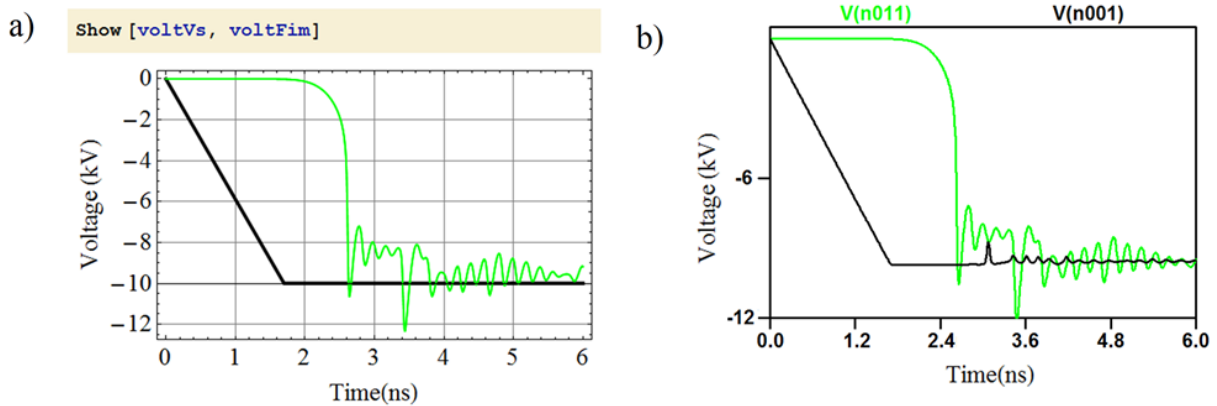 a)
Show [voltVs, voltFim]
0
−2
−4
−6
−8
−10
−12
Voltage (kV)
0 1 2 3 4 5 6
Time(ns)
b)
V(n011) V(n001)
-6
-12
Voltage (kV)
0.0 1.2 2.4 3.6 4.8 6.0
Time(ns)